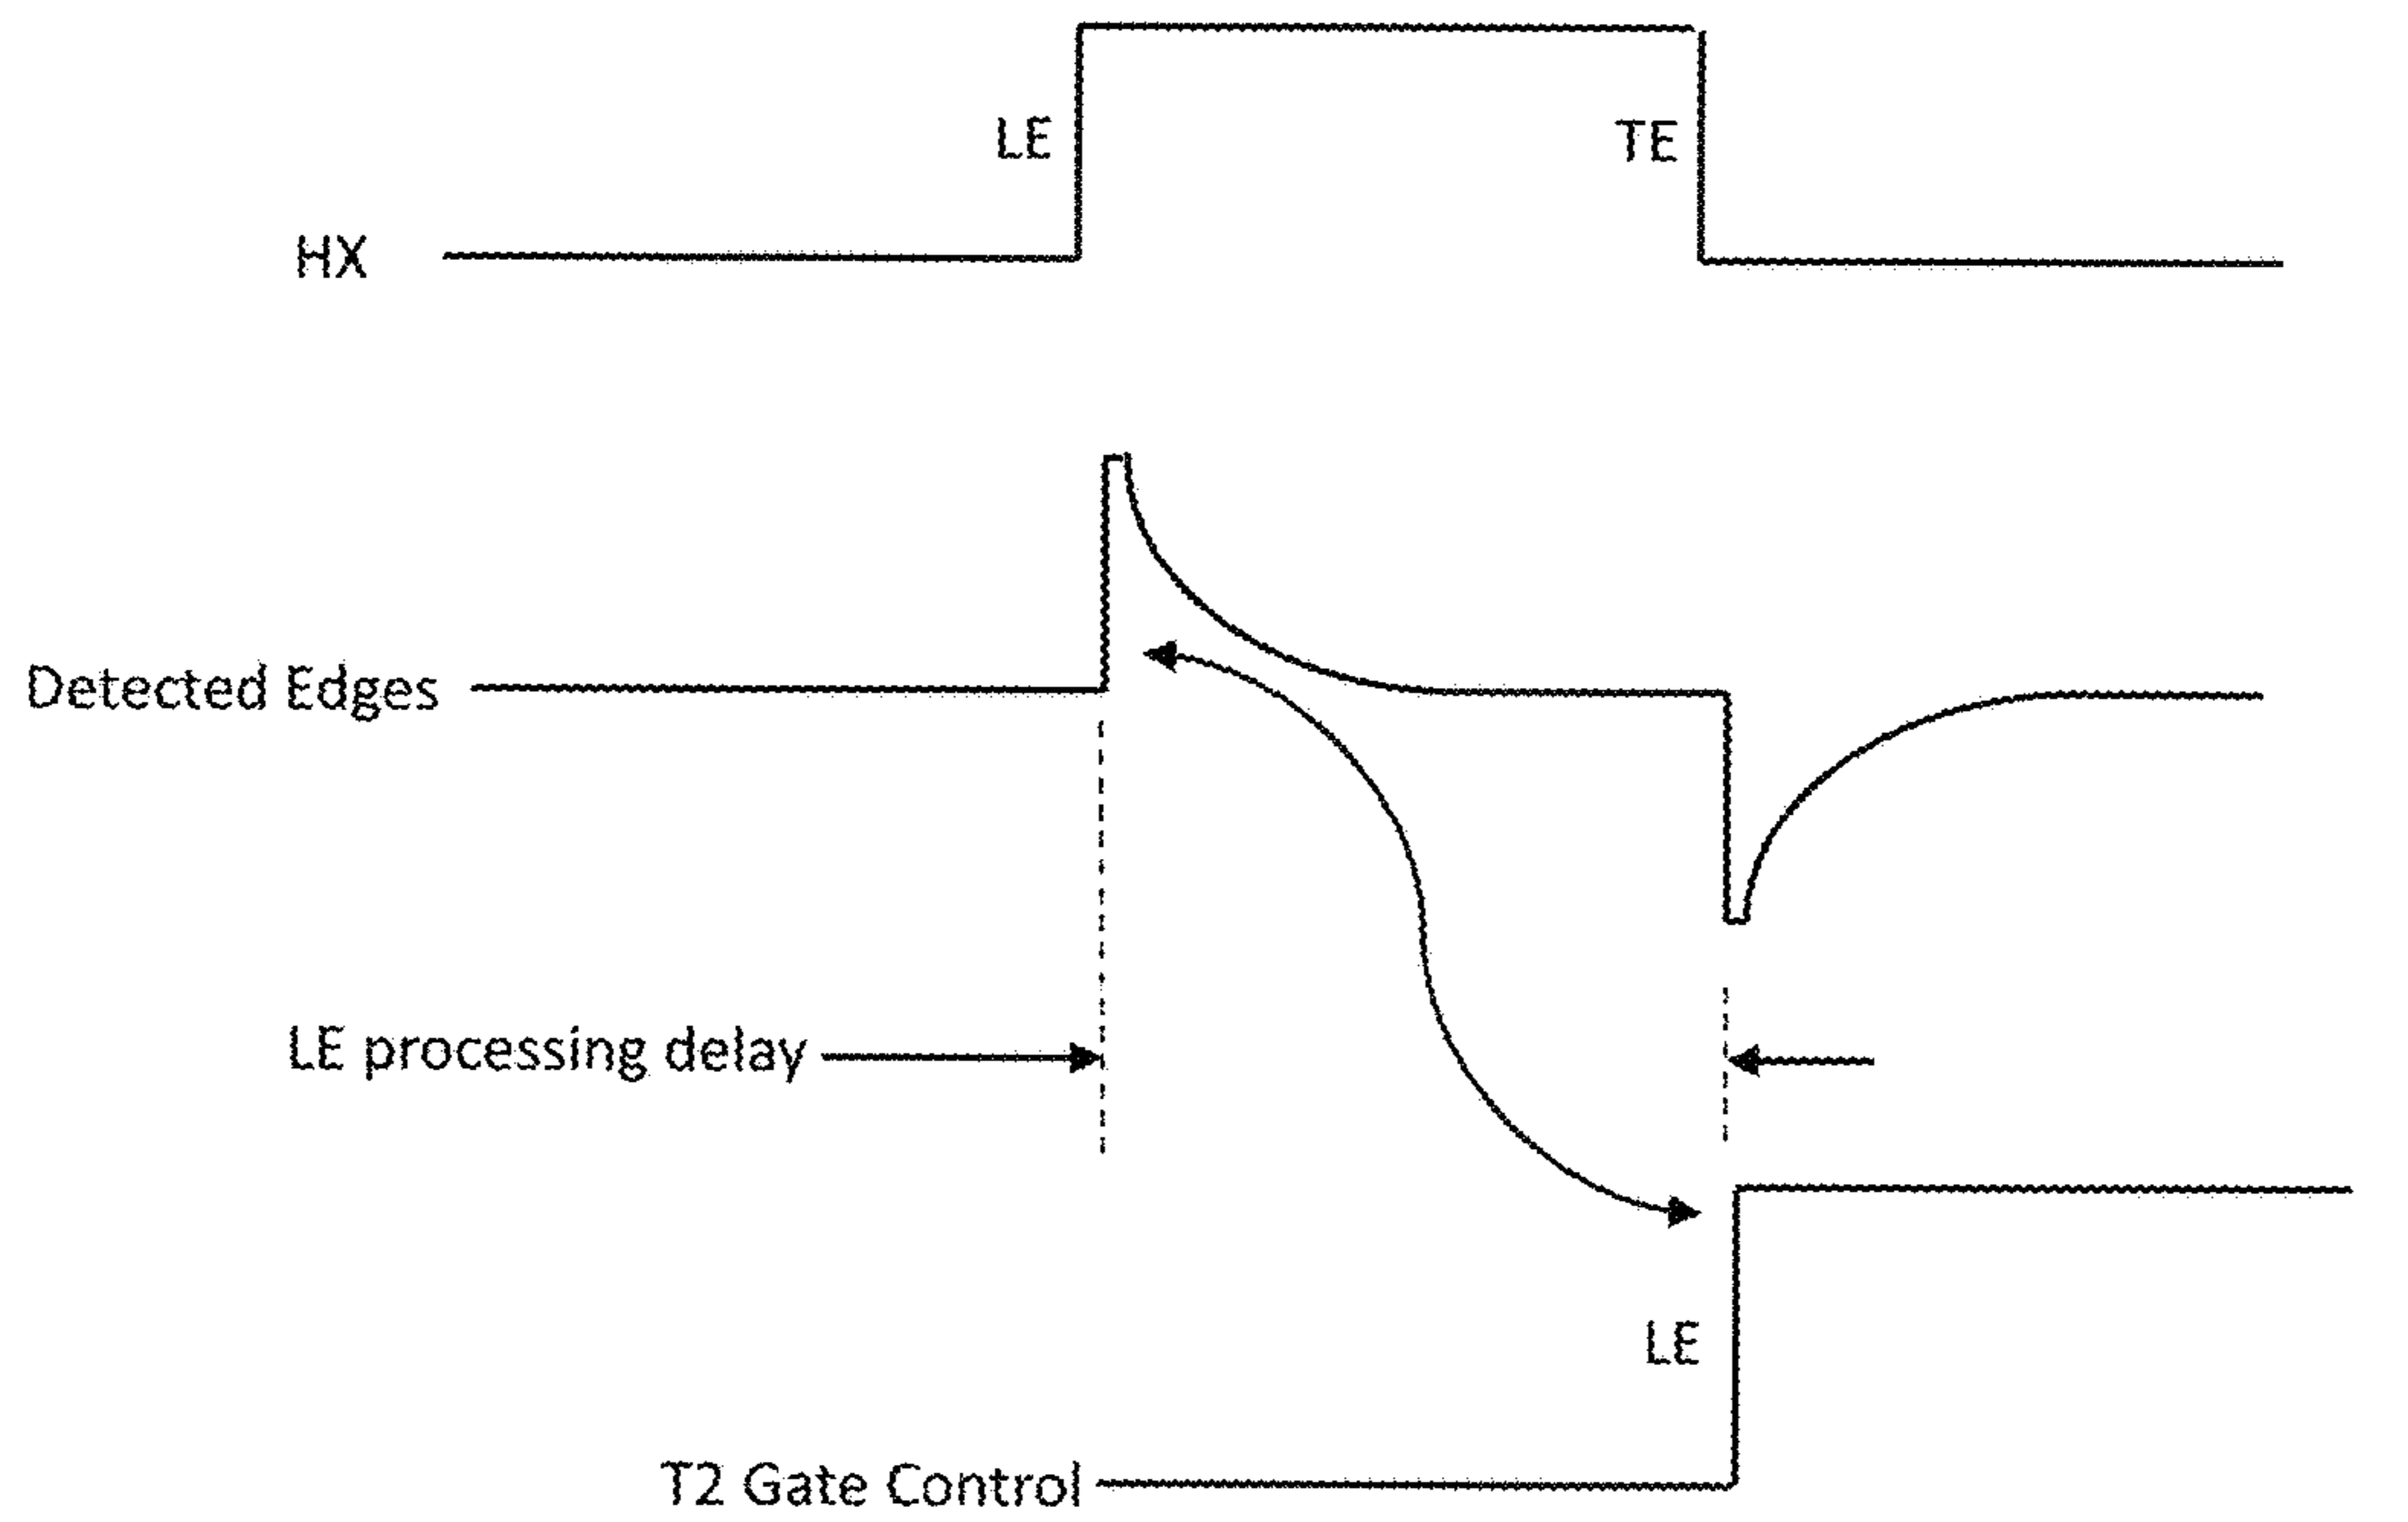 LE
TE
HX
Detected Edges
LE processing delay
LE
T2 Gate Control